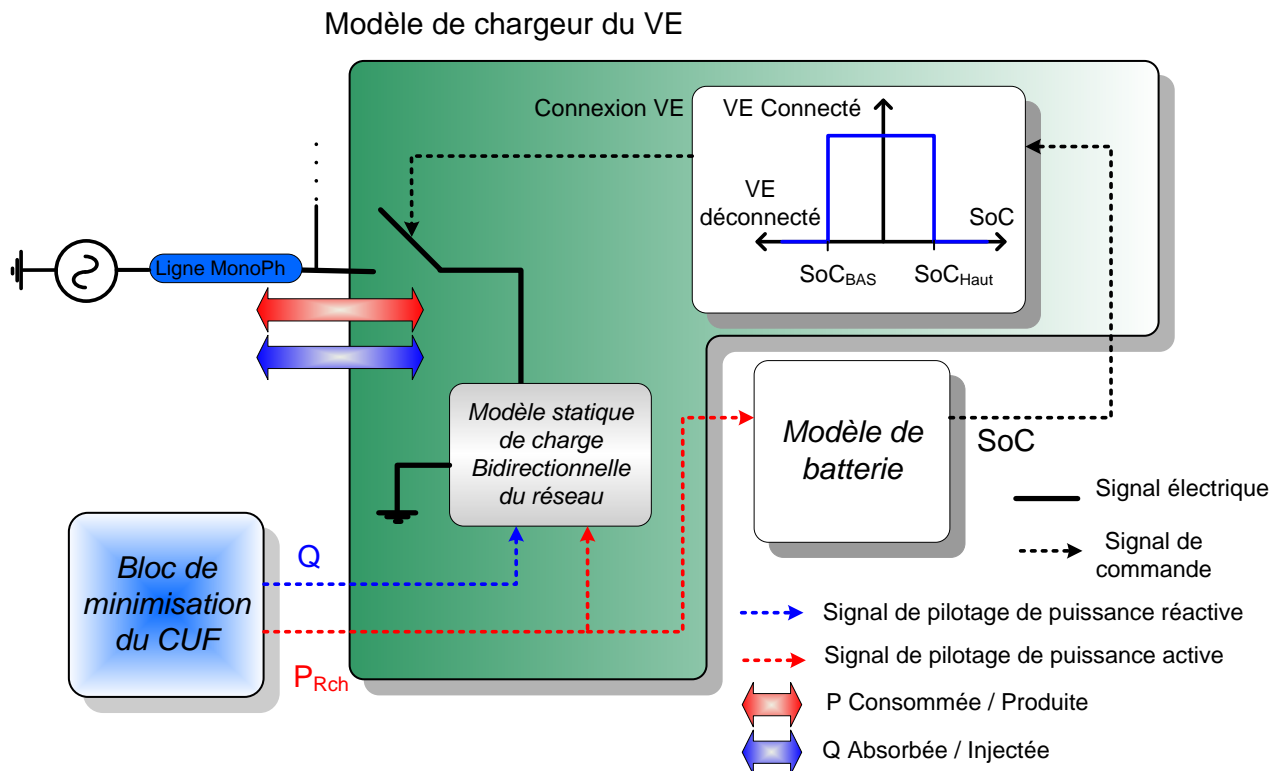 Modèle de chargeur du VE
Connexion VE
VE Connecté
VE
déconnecté
SoC
SoCBAS
SoCHaut
Ligne MonoPh
Modèle statique
de charge
Bidirectionnelle
du réseau
Modèle de
batterie
SoC
Bloc de
minimisation
du CUF
Q
PRch
Signal électrique
Signal de
commande
Signal de pilotage de puissance réactive
Signal de pilotage de puissance active
P Consommée / Produite
Q Absorbée / Injectée